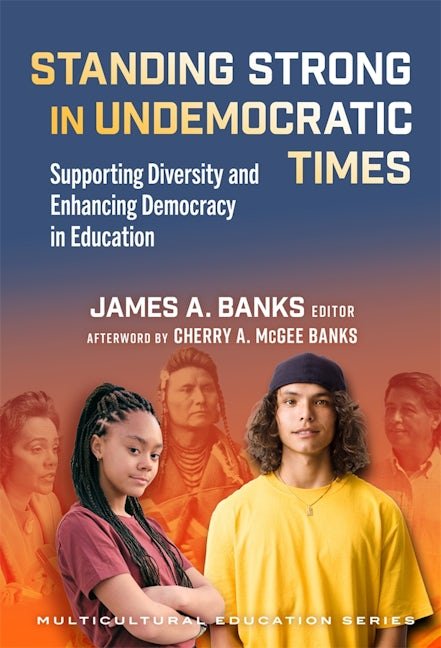 STANDING STRONG
IN UNDEMOCRATIC
TIMES
Supporting Diversity and
Enhancing Democracy
in Education
JAMES A. BANKS EDITOR
AFTERWORD BY CHERRY A. McGEE BANKS
MULTICULTURAL EDUCATION SERIES